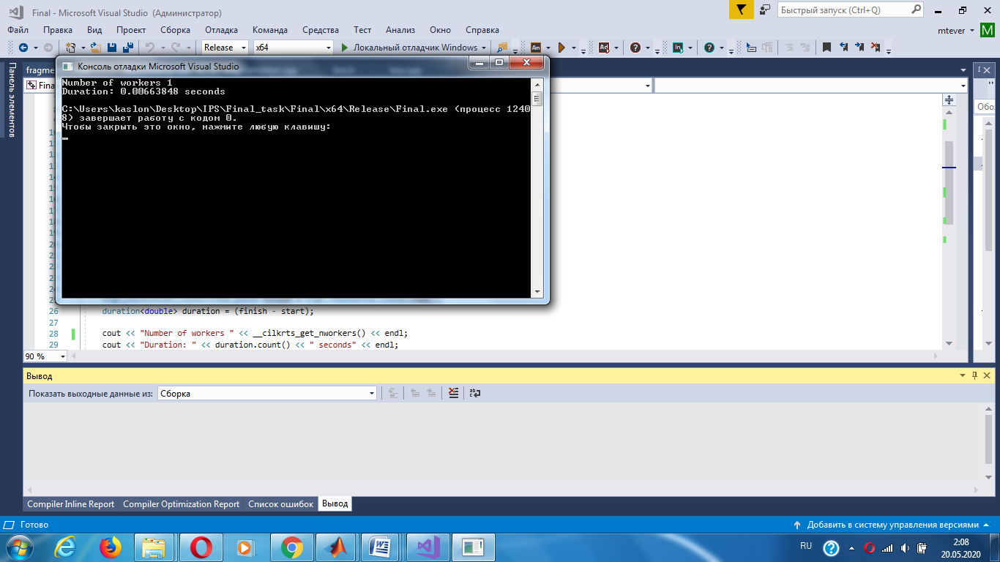 Final - Microsoft Visual Studio (Администратор)
Быстрый запуск (Ctrl+Q)
Файл Правка Вид Проект Сборка Отладка Команда Средства Тест Анализ Окно Справка
mtever M
Release x64 Локальный отладчик Windows
Панель элементов
fragme
Fina
Консоль отладки Microsoft Visual Studio
Number of workers 1
Duration: 0.00663848 seconds
C:\Users\kaslon\Desktop\IPS\Final_task\Final\x64\Release\Final.exe (процесс 1240
8) завершает работу с кодом 0.
Чтобы закрыть это окно, нажмите любую клавишу:
Обо
26 duration<double> duration = (finish - start);
27
28 cout << "Number of workers " << __cilkrts_get_nworkers() << endl;
29 cout << "Duration: " << duration.count() << " seconds" << endl;
90 %
Вывод
Показать выходные данные из: Сборка
Compiler Inline Report Compiler Optimization Report Список ошибок Вывод
Готово
Добавить в систему управления версиями
RU
2:08
20.05.2020